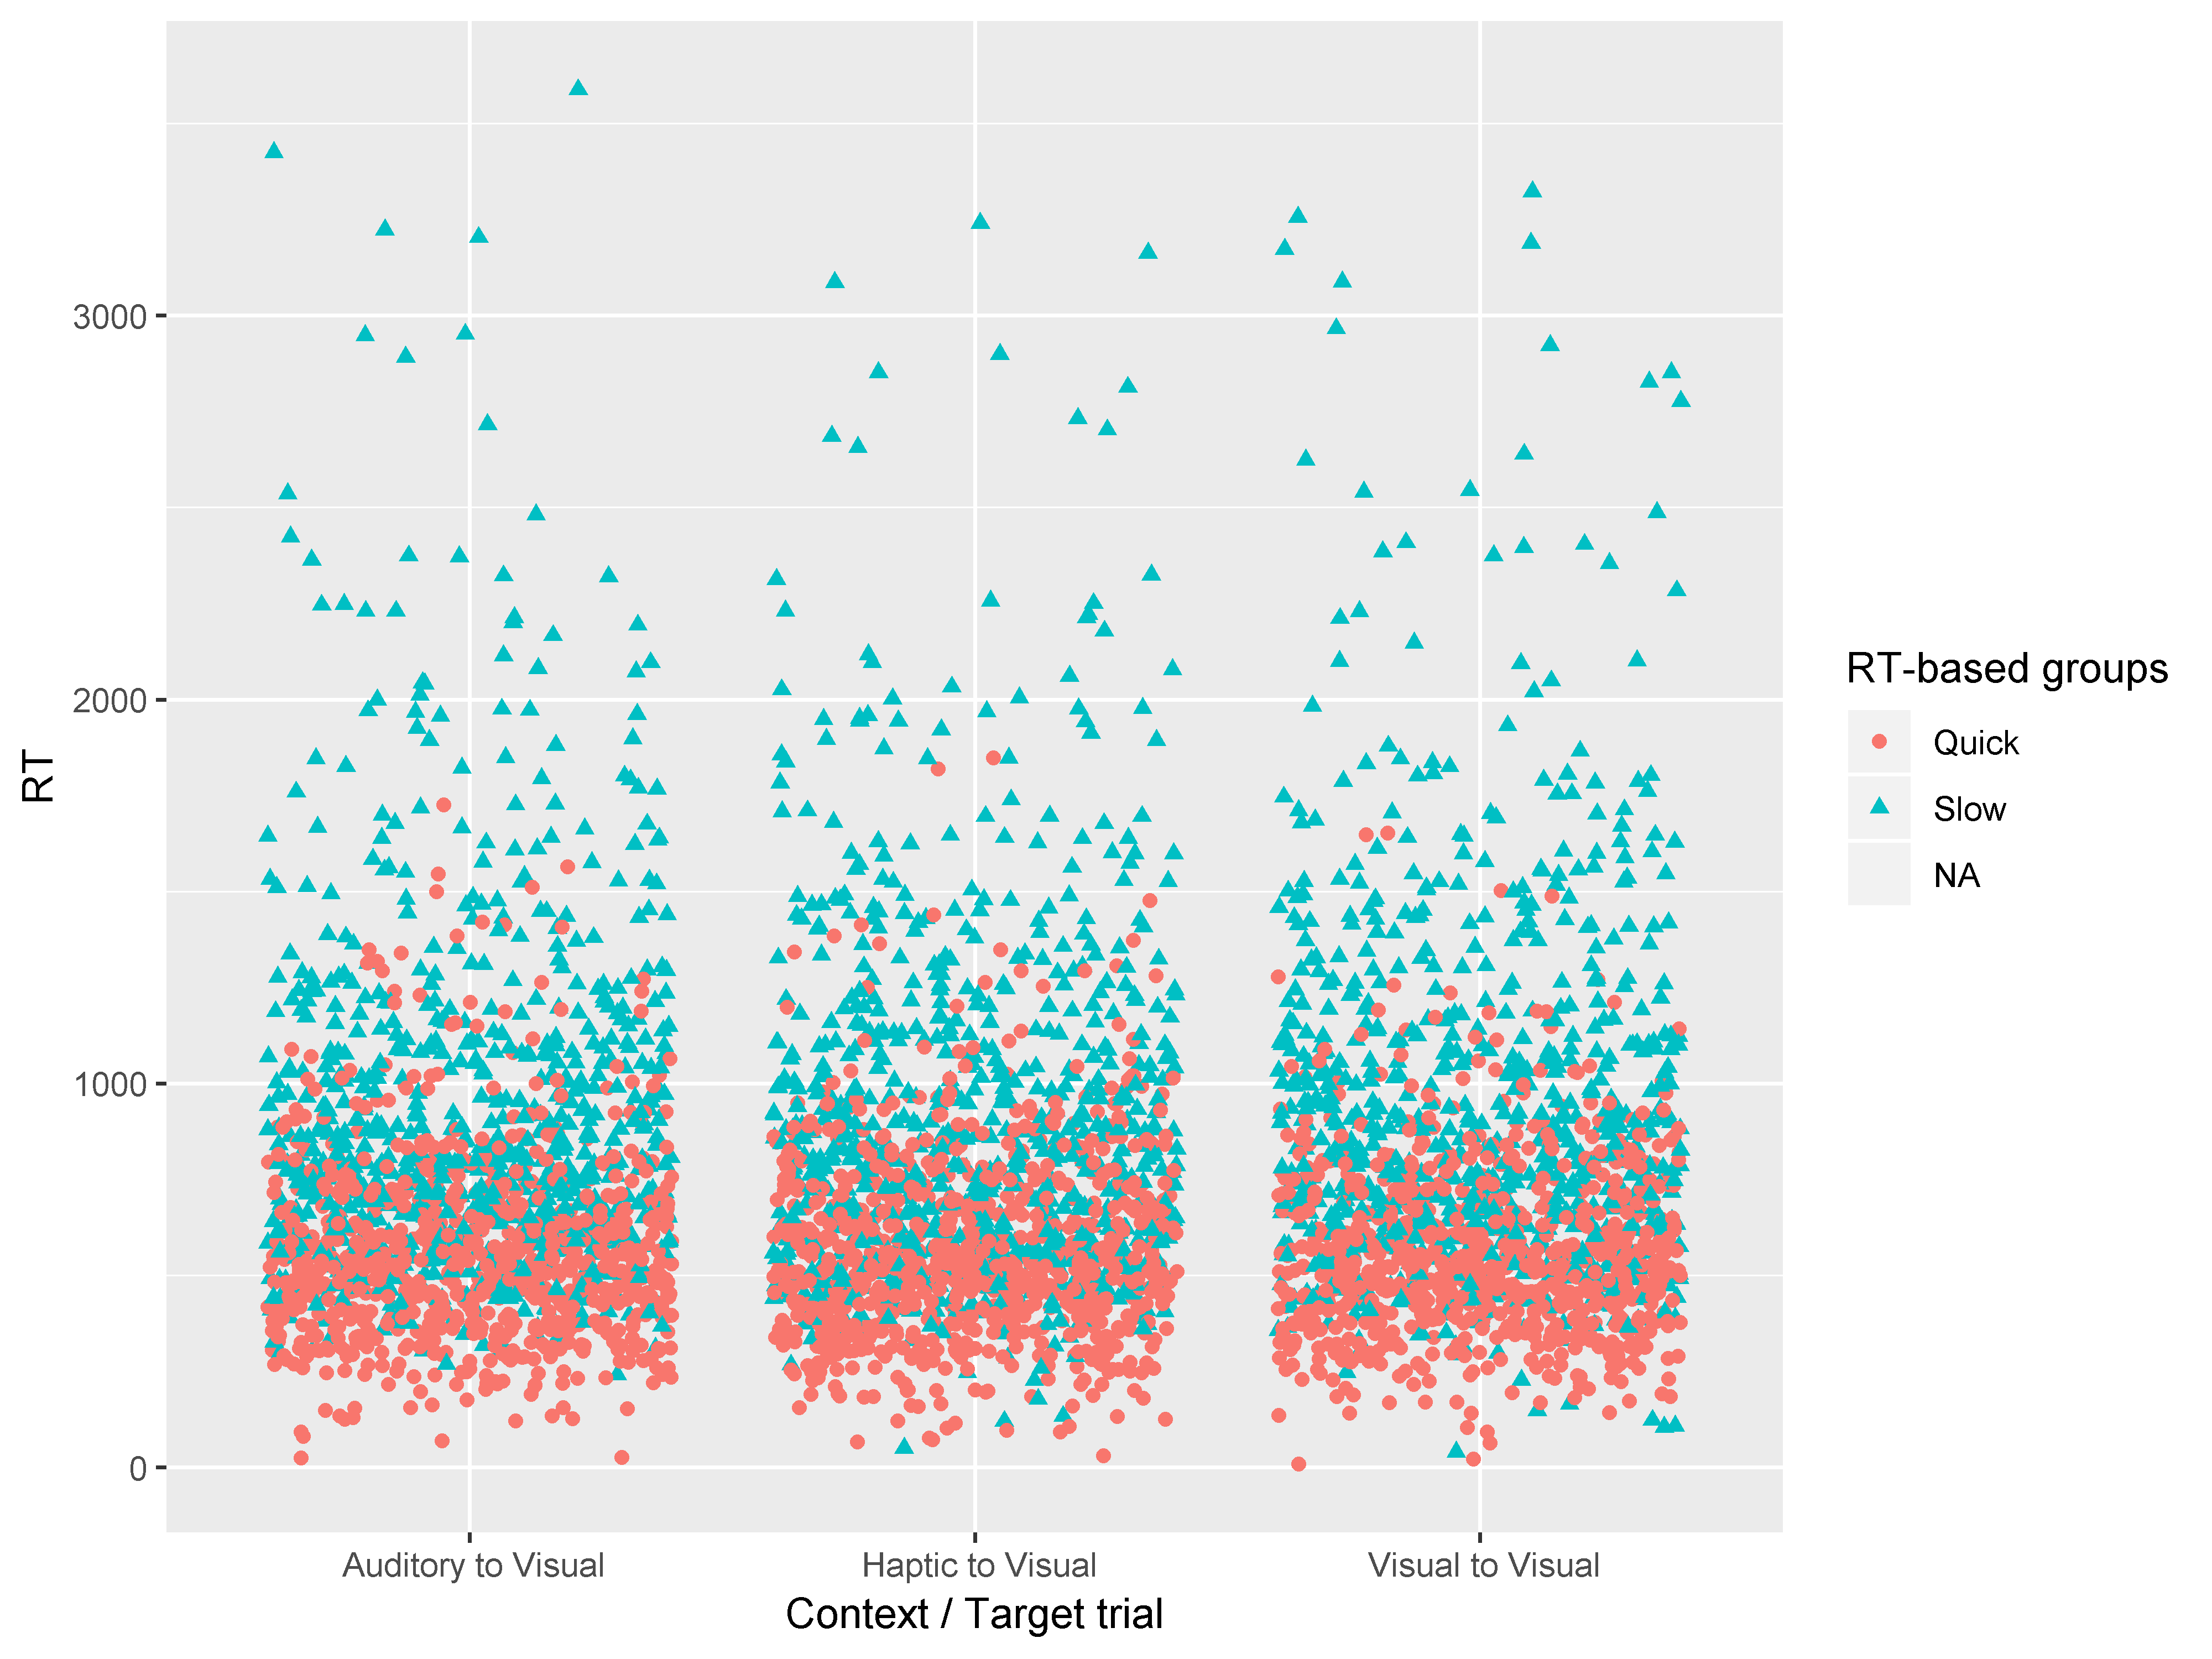 3000
2000
1000
0
RT
Auditory to Visual
Haptic to Visual
Visual to Visual
Context / Target trial
RT-based groups
Quick
Slow
NA